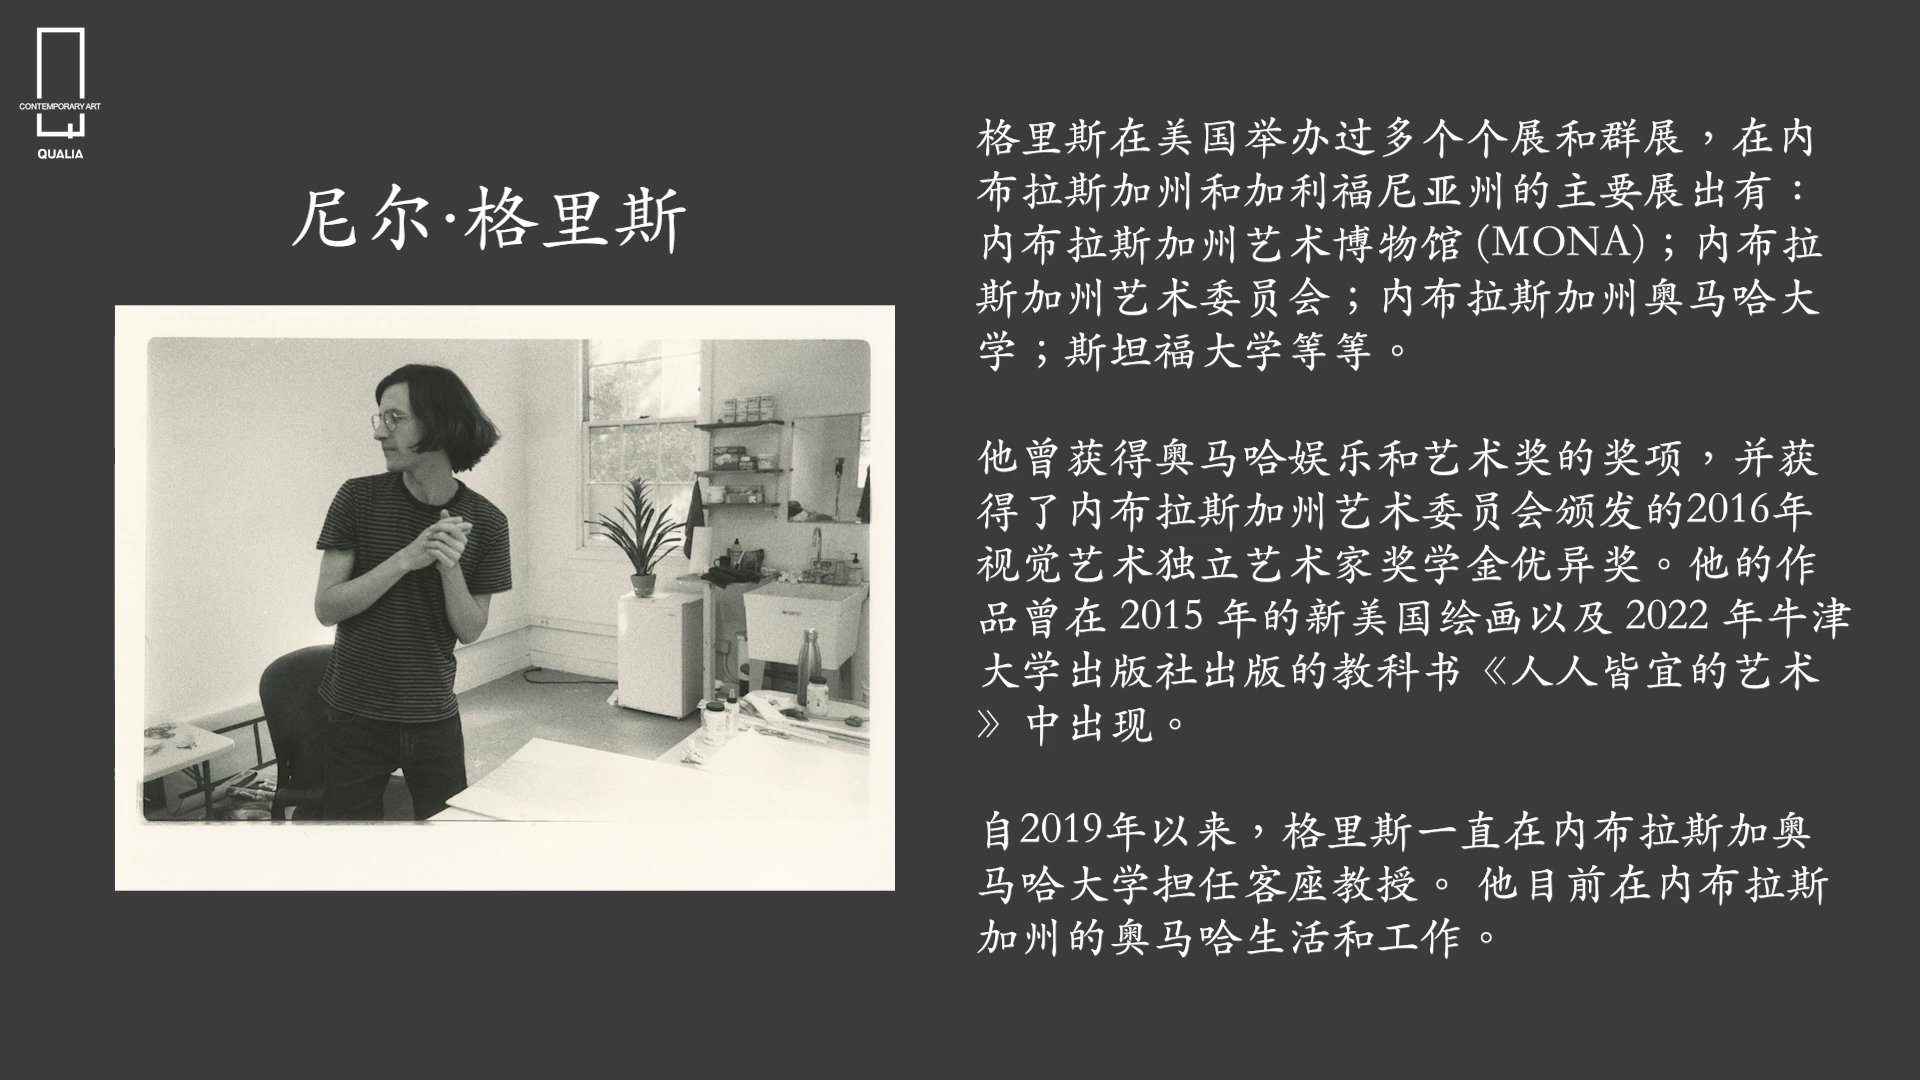 CONTEMPORARY ART
QUALIA
尼尔·格里斯
格里斯在美国举办过多个个展和群展，在内
布拉斯加州和加利福尼亚州的主要展出有：
内布拉斯加州艺术博物馆 (MONA)；内布拉
斯加州艺术委员会；内布拉斯加州奥马哈大
学；斯坦福大学等等。
他曾获得奥马哈娱乐和艺术奖的奖项，并获
得了内布拉斯加州艺术委员会颁发的2016年
视觉艺术独立艺术家奖学金优异奖。他的作
品曾在 2015 年的新美国绘画以及 2022 年牛津
大学出版社出版的教科书《人人皆宜的艺术
》中出现。
自2019年以来，格里斯一直在内布拉斯加奥
马哈大学担任客座教授。 他目前在内布拉斯
加州的奥马哈生活和工作。